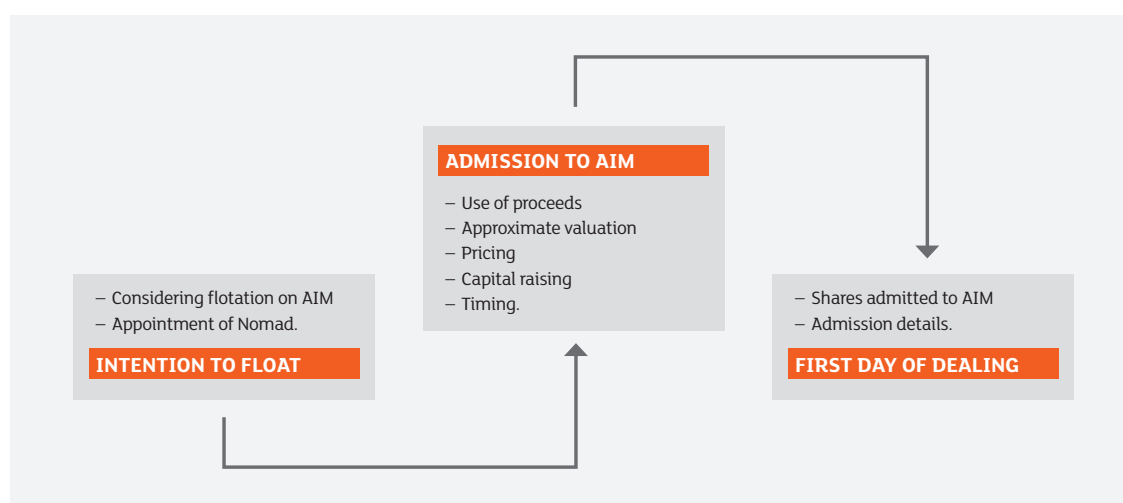 – Considering flotation on AIM
– Appointment of Nomad.
INTENTION TO FLOAT
ADMISSION TO AIM
– Use of proceeds
– Approximate valuation
– Pricing
– Capital raising
– Timing.
– Shares admitted to AIM
– Admission details.
FIRST DAY OF DEALING